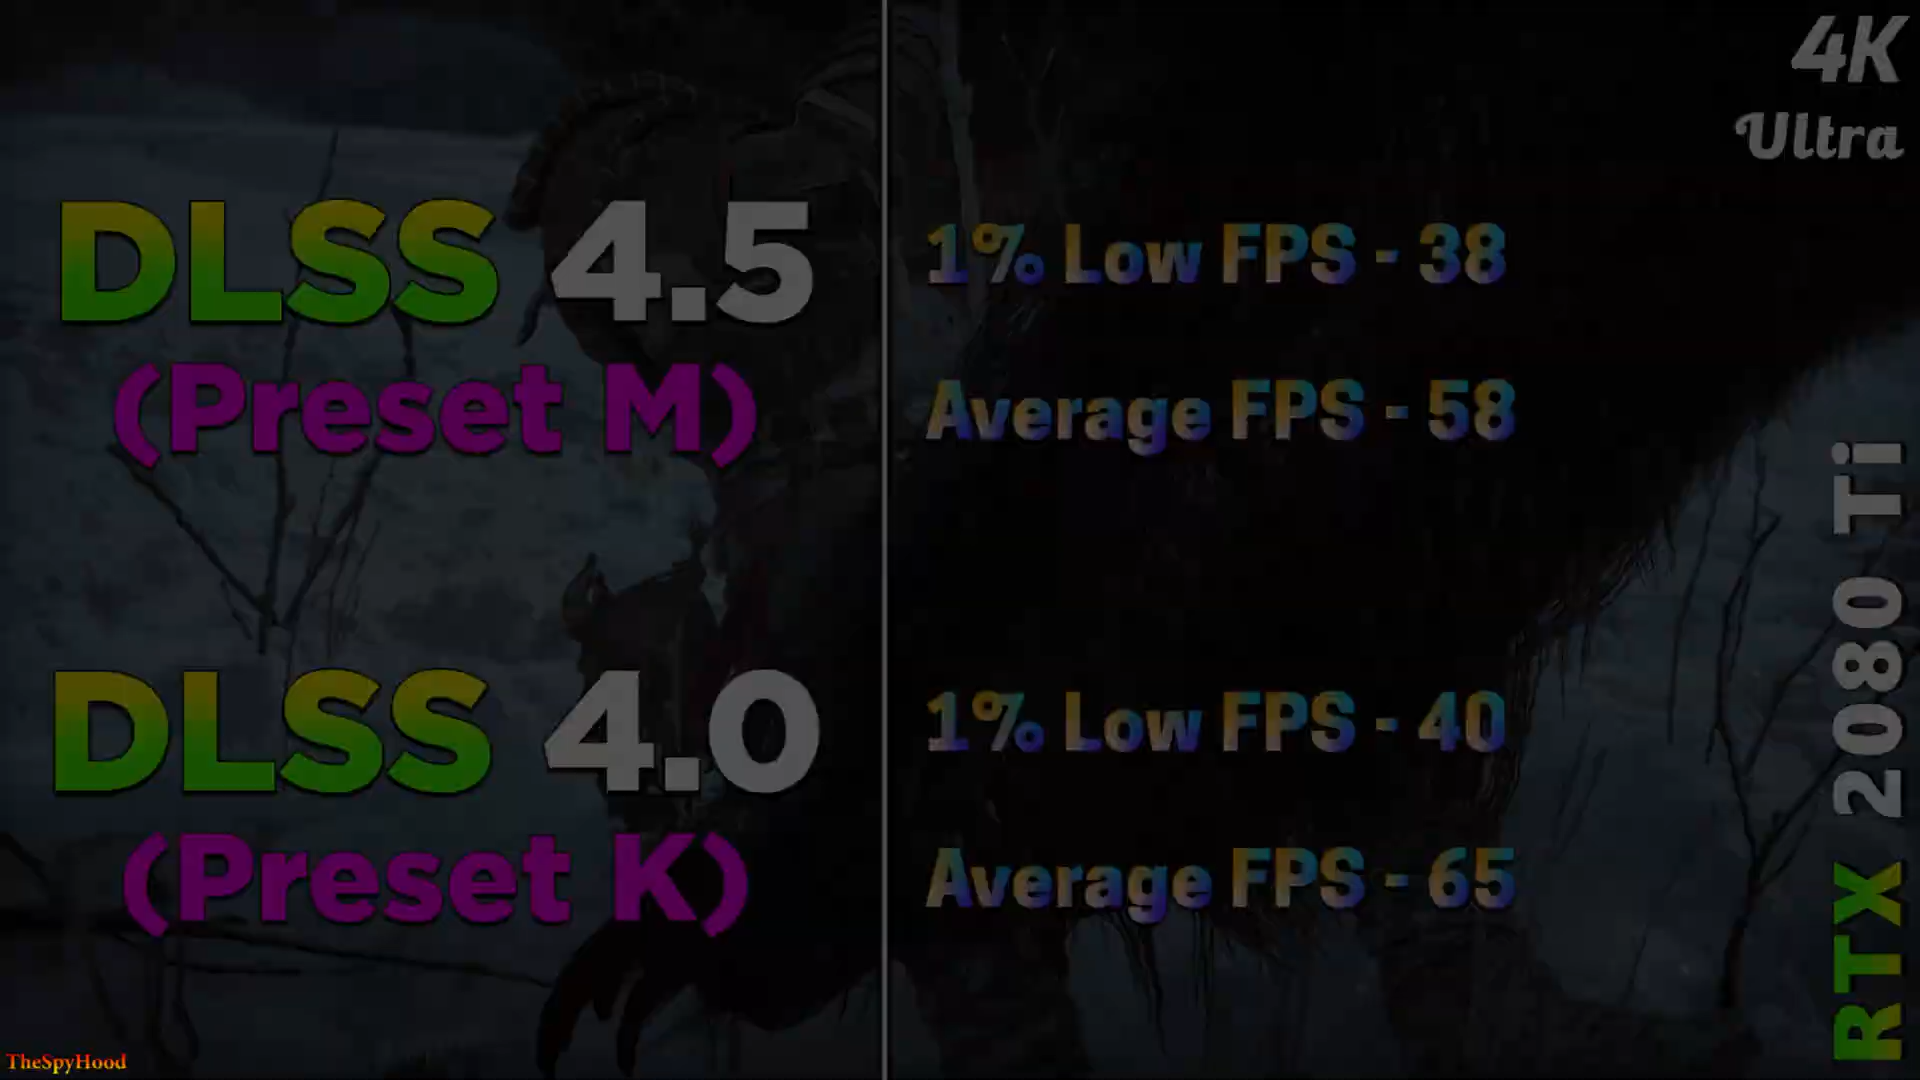 4K
Ultra
DLSS 4.5
(Preset M)
1% Low FPS - 38
Average FPS - 58
DLSS 4.0
(Preset K)
1% Low FPS - 40
Average FPS - 65
RTX 2080 Ti
TheSpyHood